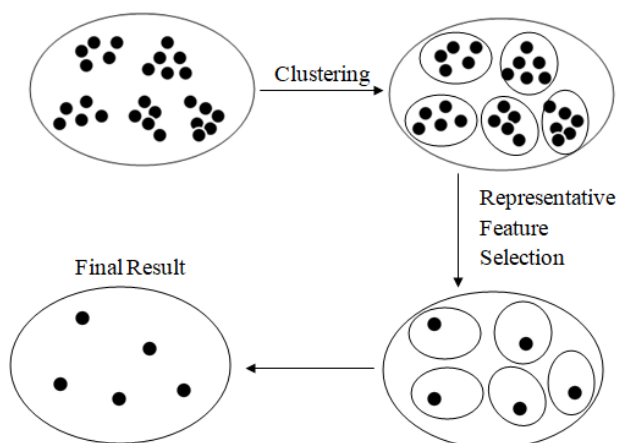 Clustering
Representative
Feature
Selection
Final Result